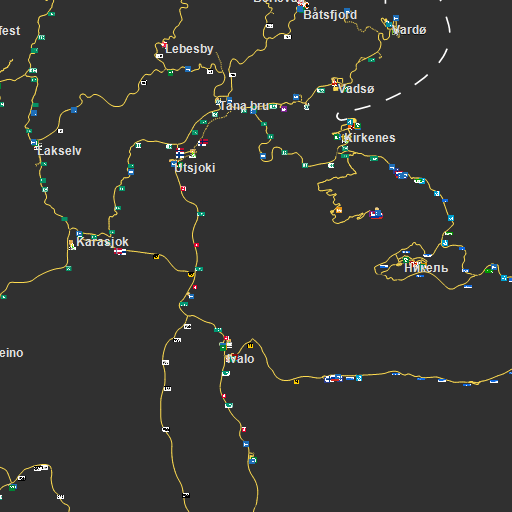 Båtsfjord
Vardø
fest
Lebesby
Vadsø
Tana bru
Kirkenes
Lakselv
Utsjoki
Karasjok
Никель
eino
Ivalo